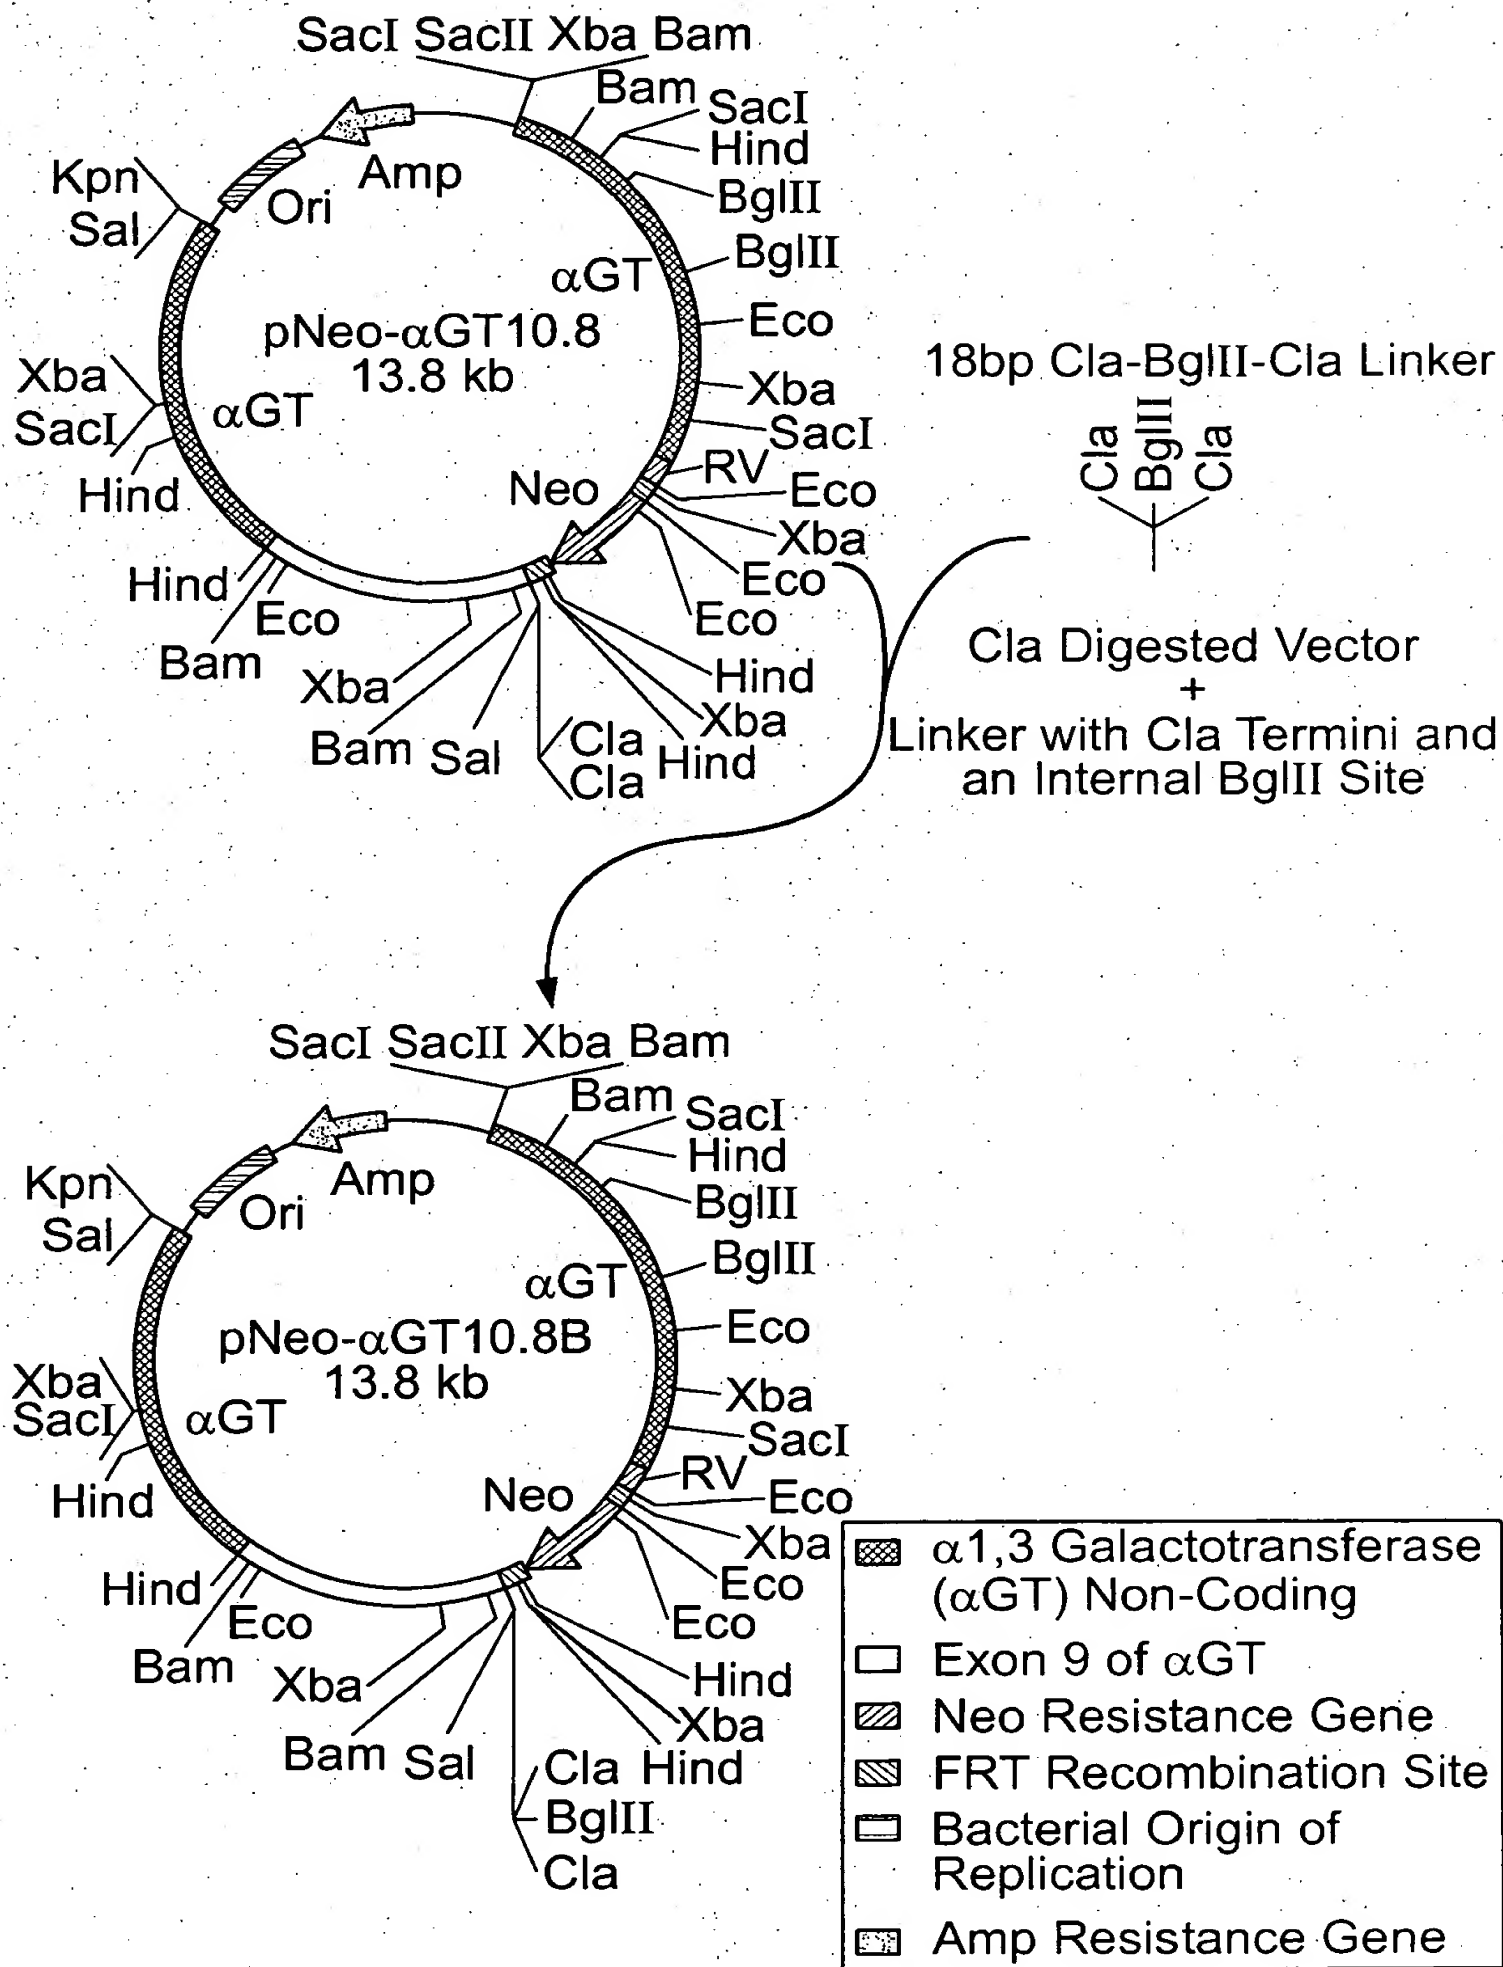 SacI SacII Xba Bam
Bam
SacI
Hind
BglII
BglII
Eco
Xba
SacI
RV
Eco
Xba
Eco
Eco
Hind
Xba
Hind
Cla
Cla
Sal
Bam
Xba
Eco
Bam
Hind
Hind
SacI
Xba
Sal
Kpn
Ori
Amp
αGT
αGT
Neo
pNeo-αGT10.8
13.8 kb
18bp Cla-BglII-Cla Linker
Cla
BglII
Cla
Cla Digested Vector
+
Linker with Cla Termini and
an Internal BglII Site
SacI SacII Xba Bam
Bam
SacI
Hind
BglII
BglII
Eco
Xba
SacI
RV
Eco
Xba
Eco
Eco
Hind
Xba
Hind
Cla
BglII
Cla
Sal
Bam
Xba
Eco
Bam
Hind
Hind
SacI
Xba
Sal
Kpn
Ori
Amp
αGT
αGT
Neo
pNeo-αGT10.8B
13.8 kb
α1,3 Galactotransferase
(αGT) Non-Coding
Exon 9 of αGT
Neo Resistance Gene
FRT Recombination Site
Bacterial Origin of
Replication
Amp Resistance Gene